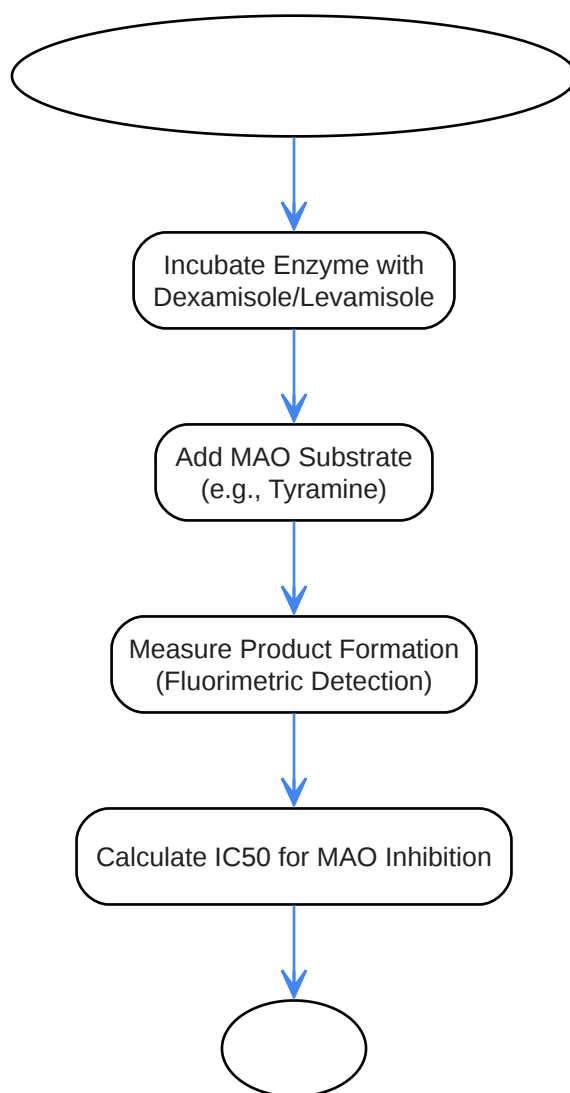 Incubate Enzyme with
Dexamisole/Levamisole
Add MAO Substrate
(e.g., Tyramine)
Measure Product Formation
(Fluorimetric Detection)
Calculate IC50 for MAO Inhibition